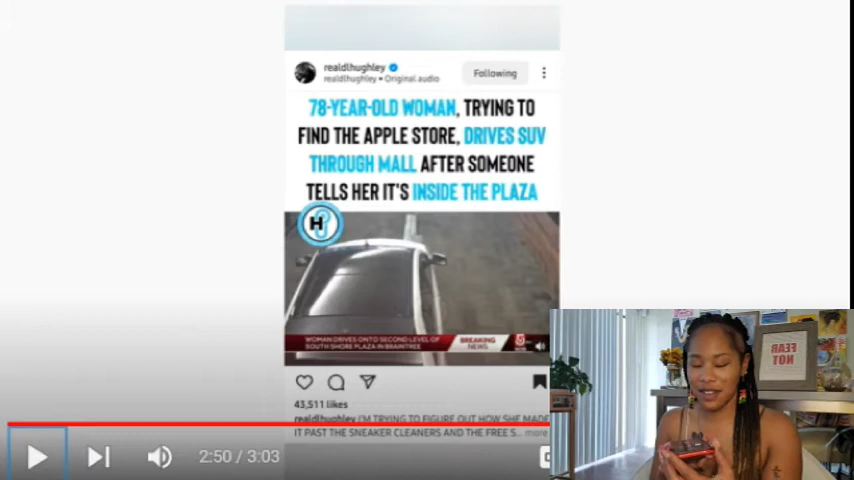 realdlhughley
realdlhughley • Original audio
Following
78-YEAR-OLD WOMAN, TRYING TO
FIND THE APPLE STORE, DRIVES SUV
THROUGH MALL AFTER SOMEONE
TELLS HER IT'S INSIDE THE PLAZA
H
WOMAN DRIVES ONTO SECOND LEVEL OF
SOUTH SHORE PLAZA IN BRAINTREE
BREAKING
NEWS
5
43,511 likes
realdlhughley I'M TRYING TO FIGURE OUT HOW SHE MADE
IT PAST THE SNEAKER CLEANERS AND THE FREE S... more
2:50 / 3:03
FEAR
NOT